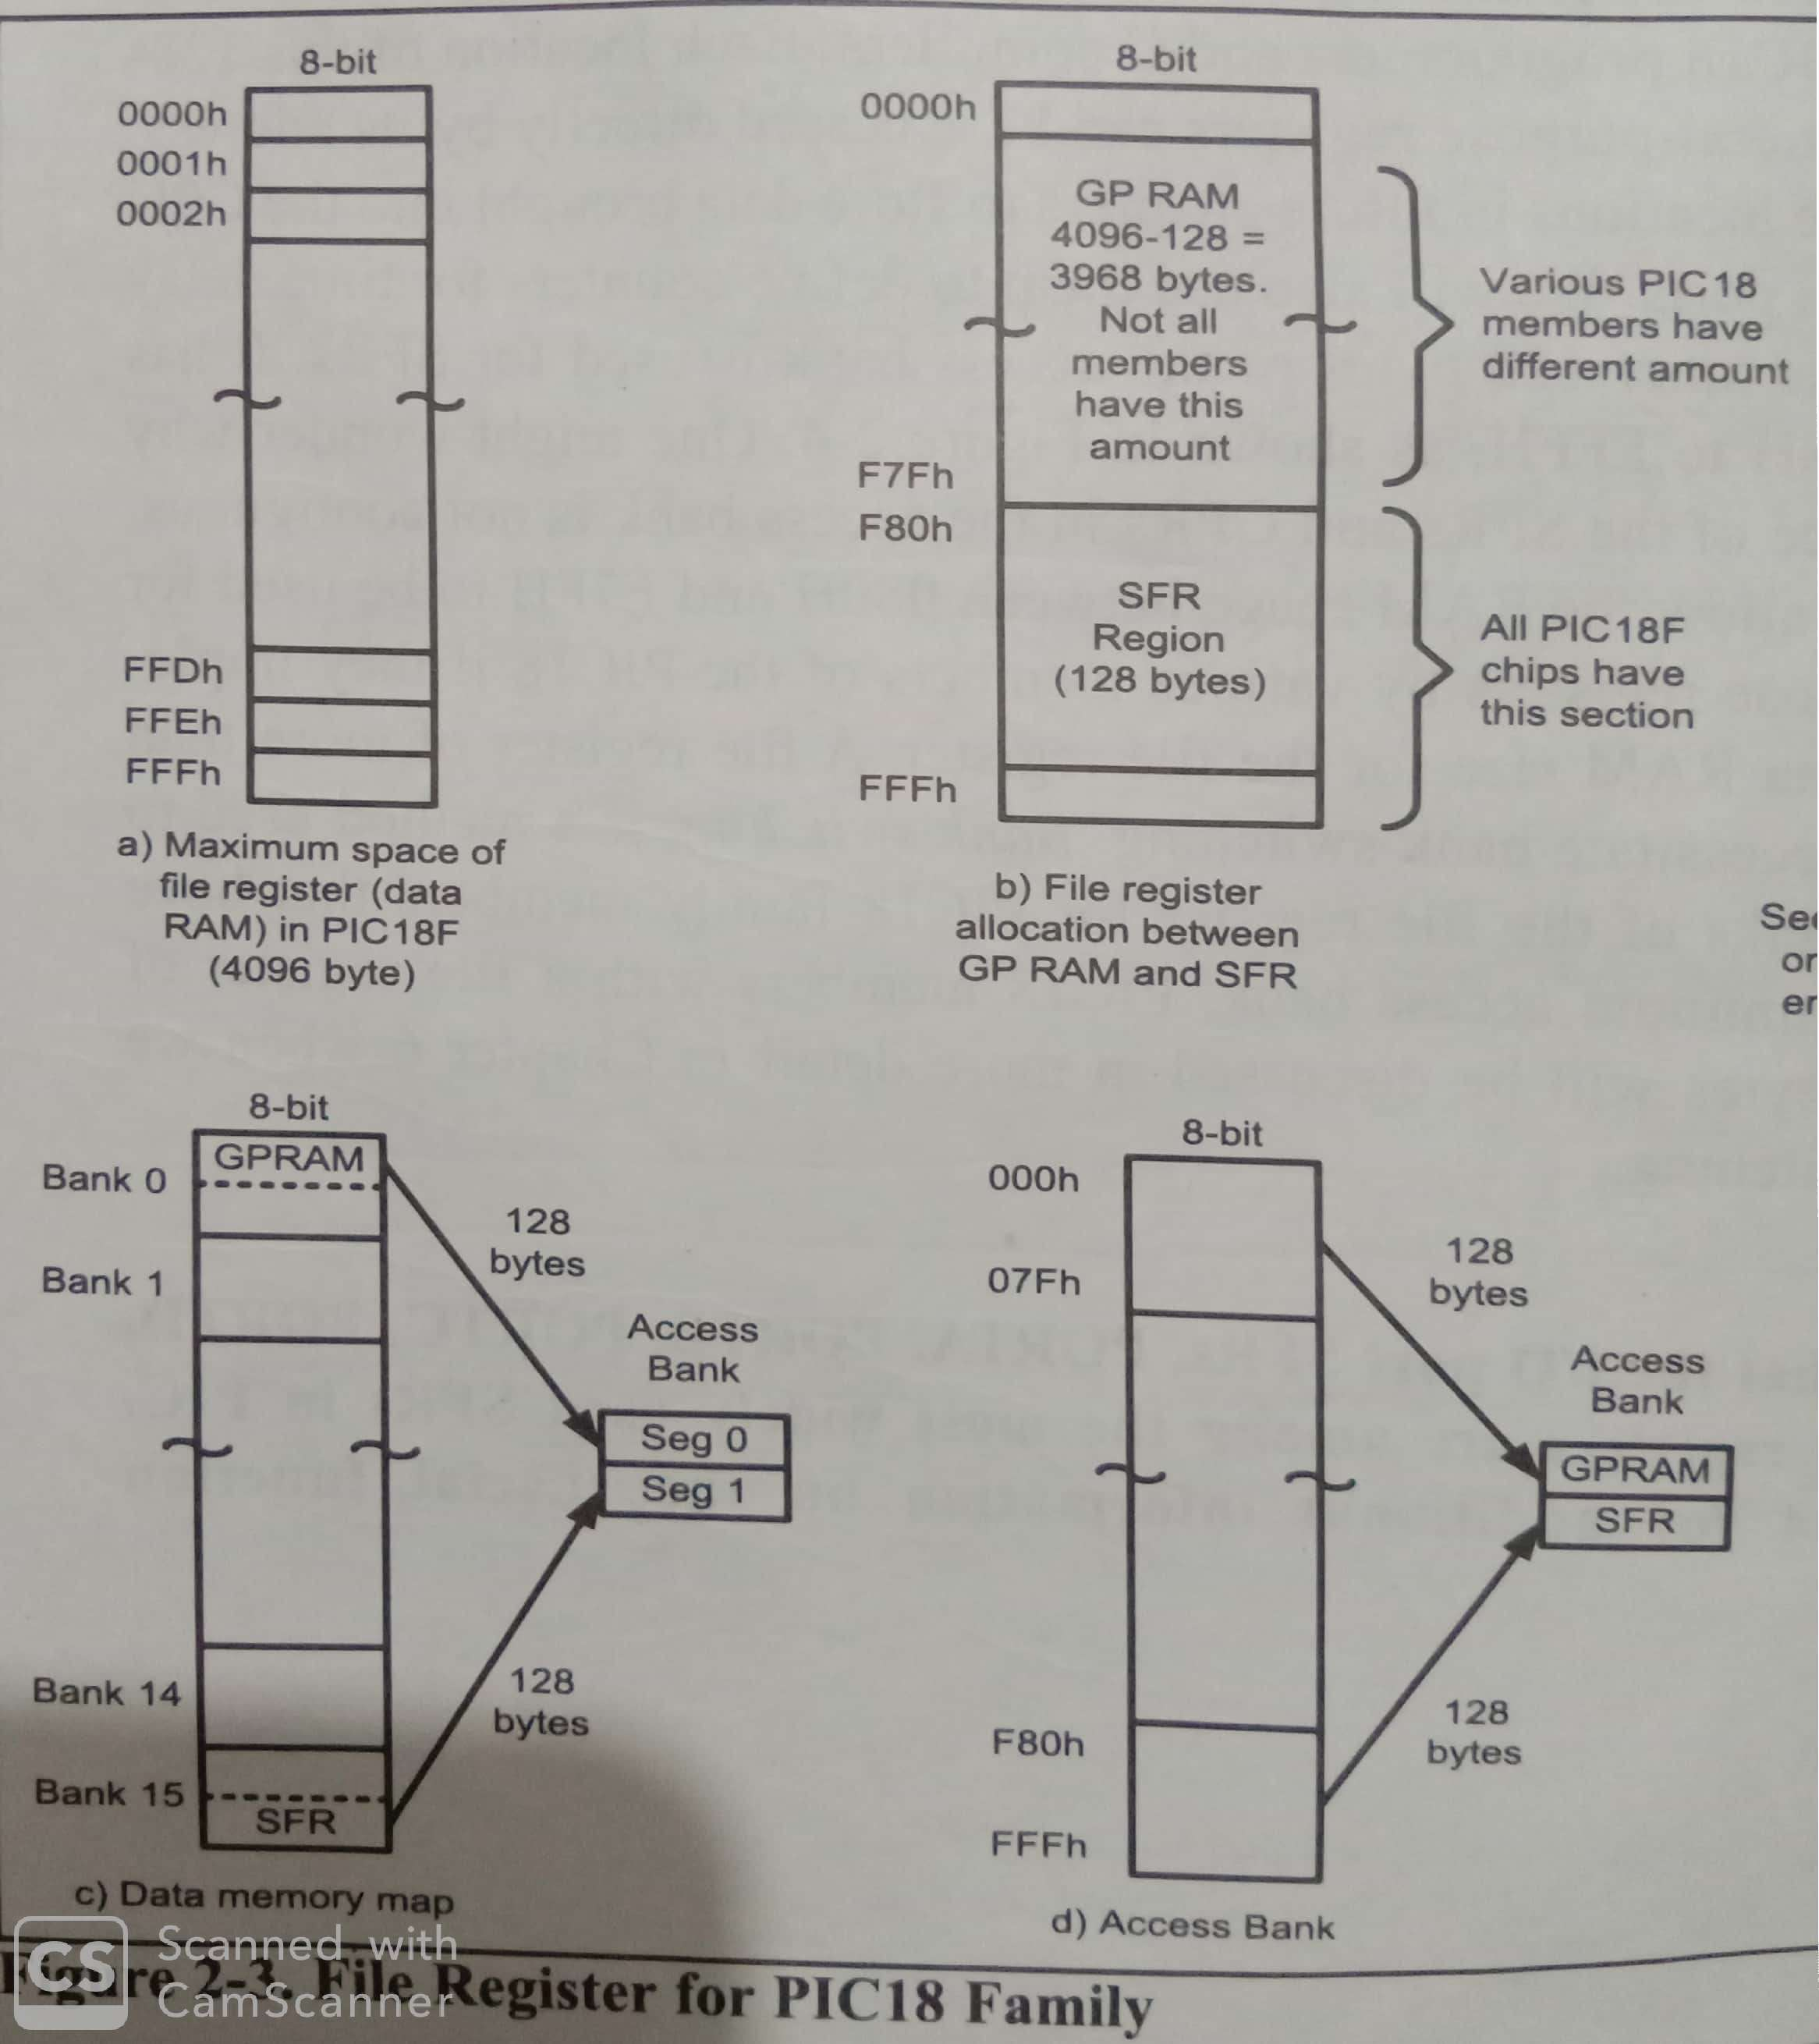 8-bit
0000h
0001h
0002h
FFDh
FFEh
FFFh
a) Maximum space of
file register (data
RAM) in PIC18F
(4096 byte)
8-bit
0000h
GP RAM
4096-128 =
3968 bytes.
Not all
members
have this
amount
F7Fh
F80h
SFR
Region
(128 bytes)
FFFh
Various PIC18
members have
different amount
All PIC18F
chips have
this section
b) File register
allocation between
GP RAM and SFR
8-bit
Bank 0
GPRAM
Bank 1
Bank 14
Bank 15
SFR
128
bytes
Access
Bank
Seg 0
Seg 1
128
bytes
c) Data memory map
8-bit
000h
07Fh
F80h
FFFh
128
bytes
Access
Bank
GPRAM
SFR
128
bytes
d) Access Bank
Figure 2-3. File Register for PIC18 Family
CS
Scanned with
CamScanner